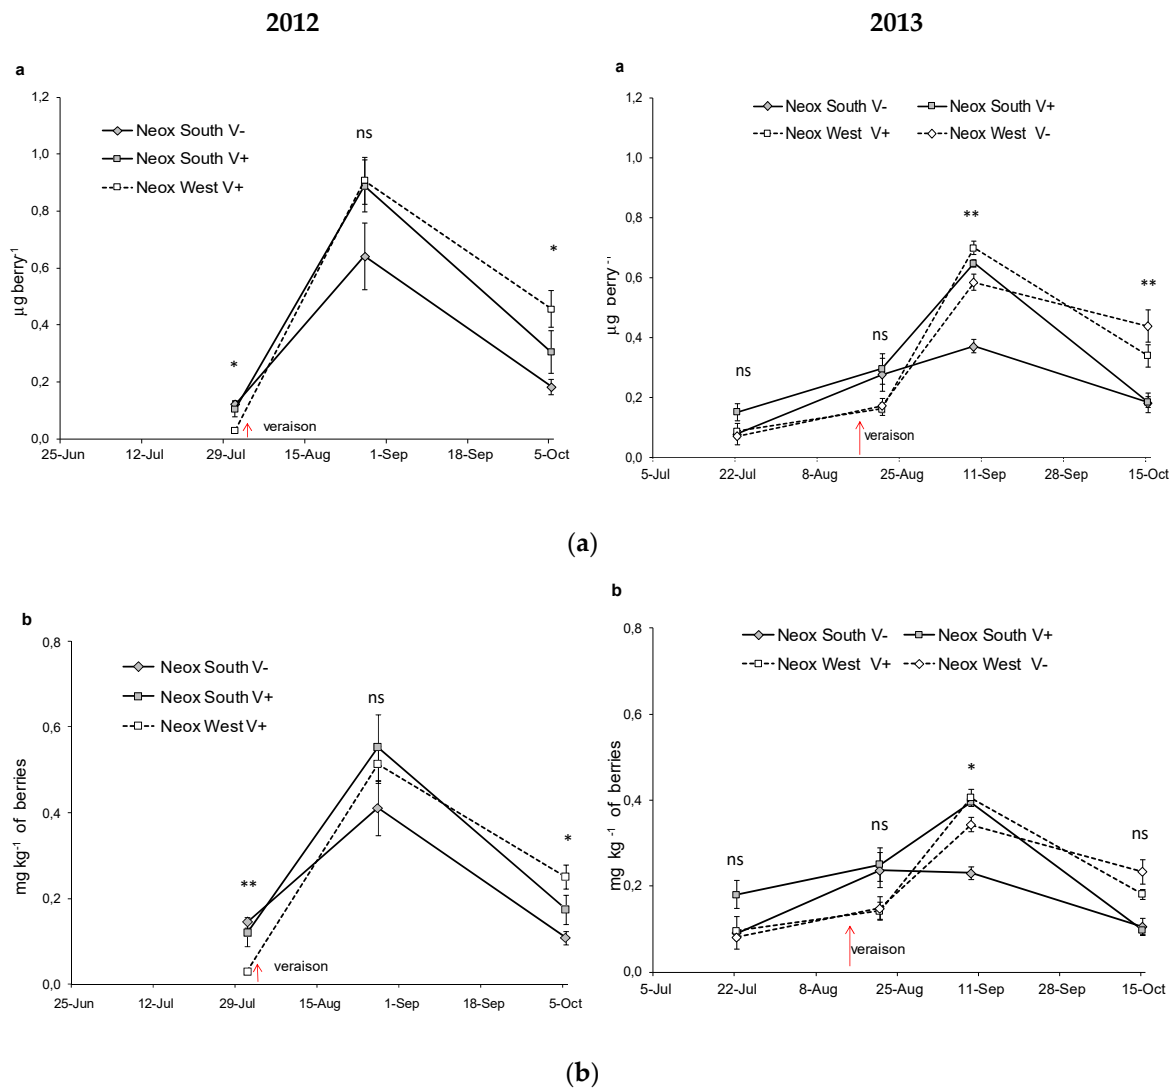 2012
2013
a
1,2
1,0
0,8
0,6
0,4
0,2
0,0
µg berry-1
Neox South V-
Neox South V+
Neox West V+
ns
*
*
veraison
25-Jun 12-Jul 29-Jul 15-Aug 1-Sep 18-Sep 5-Oct
a
1,2
1,0
0,8
0,6
0,4
0,2
0,0
µg berry-1
Neox South V- Neox South V+
Neox West V+ Neox West V-
**
**
ns
ns
veraison
5-Jul 22-Jul 8-Aug 25-Aug 11-Sep 28-Sep 15-Oct
(a)
b
0,8
0,6
0,4
0,2
0,0
mg kg-1 of berries
Neox South V-
Neox South V+
Neox West V+
ns
*
**
veraison
25-Jun 12-Jul 29-Jul 15-Aug 1-Sep 18-Sep 5-Oct
b
0,8
0,6
0,4
0,2
0,0
mg kg -1 of berries
Neox South V- Neox South V+
Neox West V+ Neox West V-
*
ns
ns
ns
veraison
5-Jul 22-Jul 8-Aug 25-Aug 11-Sep 28-Sep 15-Oct
(b)